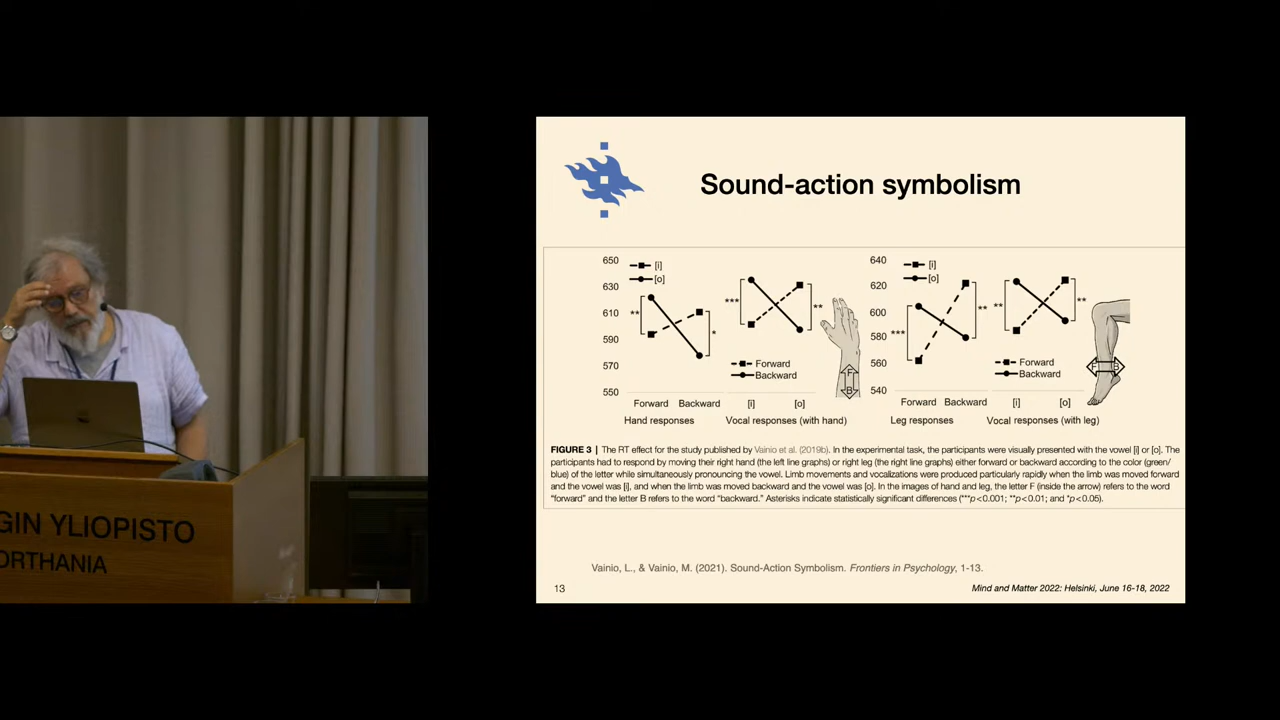 GIN YLIOPISTO
ORTHANIA
Sound-action symbolism
650
630
610
590
570
550
[i]
[o]
**
*
Forward Backward
Hand responses
***
**
Forward
Backward
[i] [o]
Vocal responses (with hand)
F
B
640
620
600
580
560
540
[i]
[o]
***
**
Forward Backward
Leg responses
**
**
Forward
Backward
[i] [o]
Vocal responses (with leg)
F B
FIGURE 3 | The RT effect for the study published by Vainio et al. (2019b). In the experimental task, the participants were visually presented with the vowel [i] or [o]. The
participants had to respond by moving their right hand (the left line graphs) or right leg (the right line graphs) either forward or backward according to the color (green/
blue) of the letter while simultaneously pronouncing the vowel. Limb movements and vocalizations were produced particularly rapidly when the limb was moved forward
and the vowel was [i], and when the limb was moved backward and the vowel was [o]. In the images of hand and leg, the letter F (inside the arrow) refers to the word
"forward" and the letter B refers to the word "backward." Asterisks indicate statistically significant differences (***p<0.001; **p<0.01; and *p<0.05).
Vainio, L., & Vainio, M. (2021). Sound-Action Symbolism. Frontiers in Psychology, 1-13.
13
Mind and Matter 2022: Helsinki, June 16-18, 2022